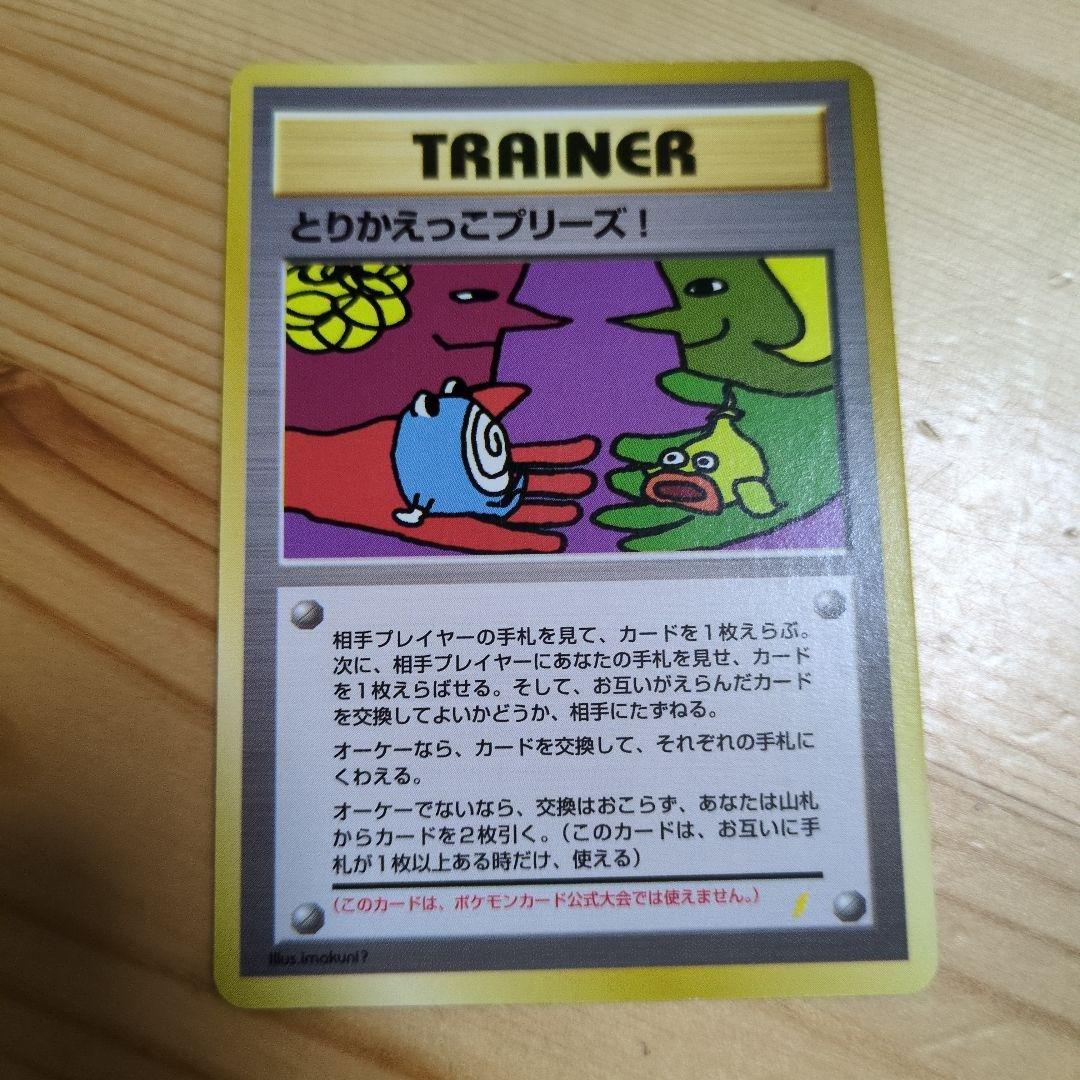 TRAINER
とりかえっこプリーズ！
相手プレイヤーの手札を見て、カードを１枚えらぶ。
次に、相手プレイヤーにあなたの手札を見せ、カード
を１枚えらばせる。そして、お互いがえらんだカード
を交換してよいかどうか、相手にたずねる。
オーケーなら、カードを交換して、それぞれの手札に
くわえる。
オーケーでないなら、交換はおこらず、あなたは山札
からカードを２枚引く。（このカードは、お互いに手
札が１枚以上ある時だけ、使える）
（このカードは、ポケモンカード公式大会では使えません。）
Illus.imakuni?